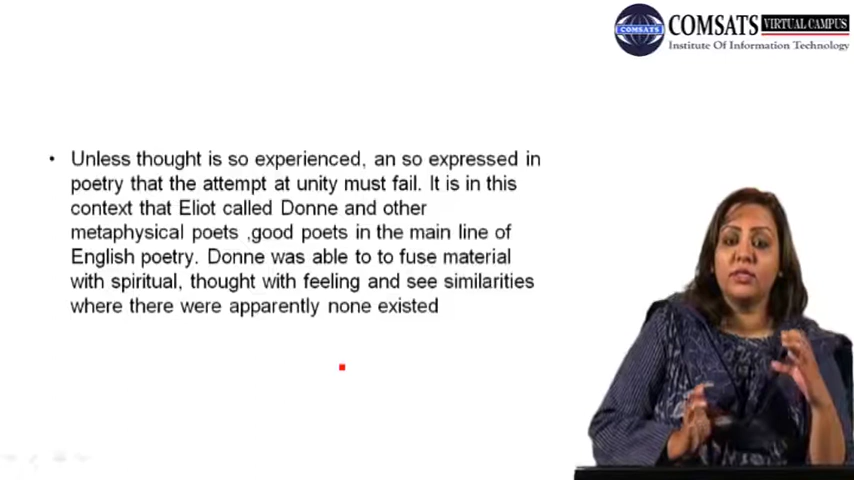 COMSATS VIRTUAL CAMPUS
COMSATS
Institute Of Information Technology
• Unless thought is so experienced, an so expressed in
poetry that the attempt at unity must fail. It is in this
context that Eliot called Donne and other
metaphysical poets ,good poets in the main line of
English poetry. Donne was able to to fuse material
with spiritual, thought with feeling and see similarities
where there were apparently none existed